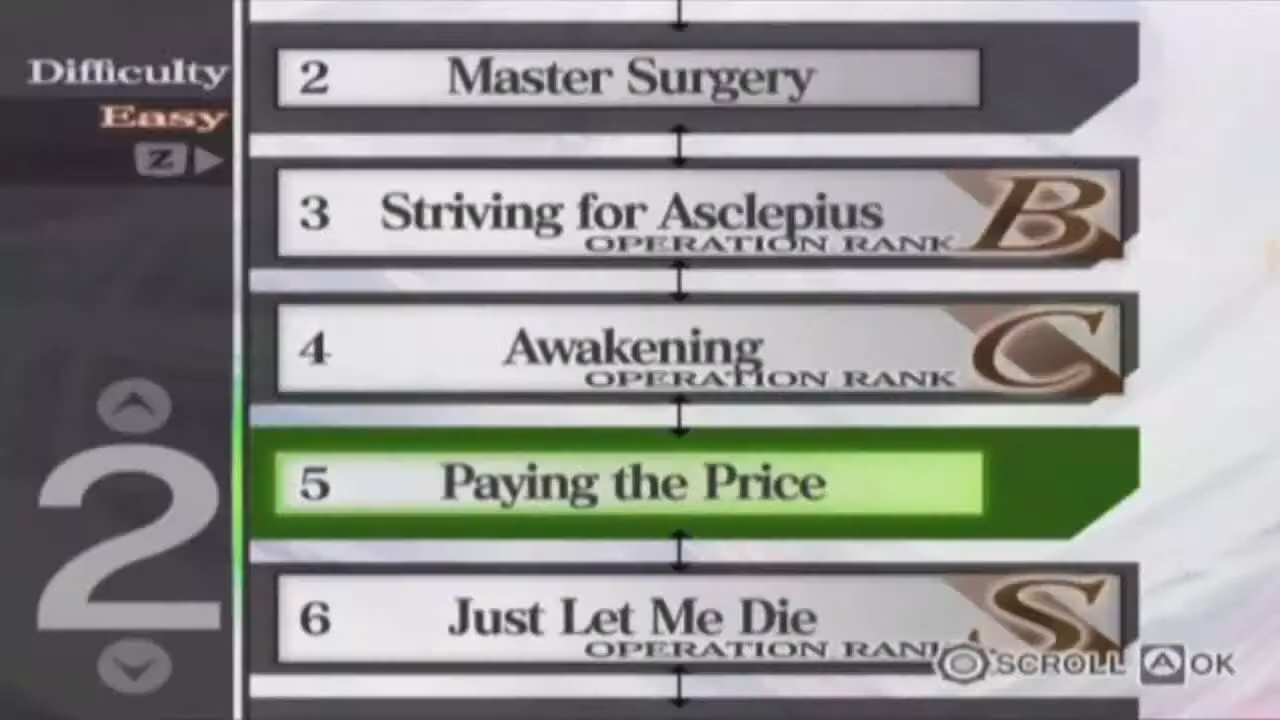 Difficulty
Easy
Z
2
2 Master Surgery
3 Striving for Asclepius
OPERATION RANK B
4 Awakening
OPERATION RANK C
5 Paying the Price
6 Just Let Me Die
OPERATION RANK S
SCROLL A OK